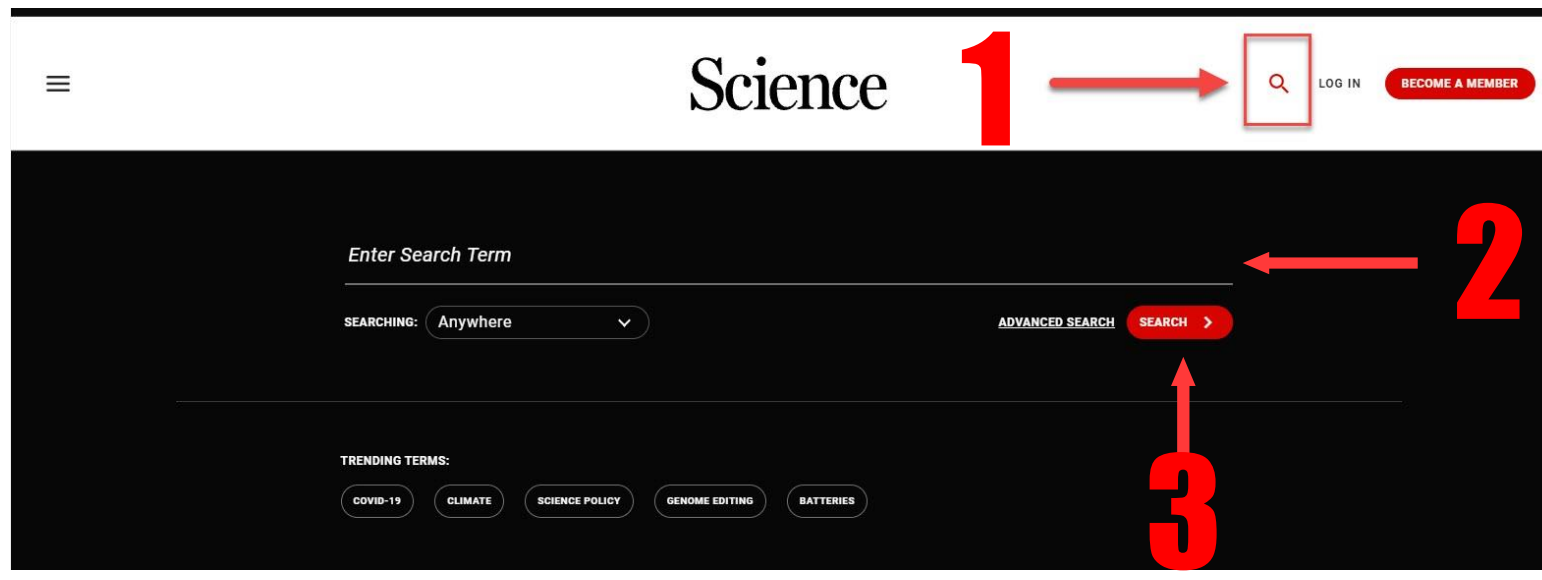 Science
1
LOG IN
BECOME A MEMBER
Enter Search Term
2
SEARCHING: Anywhere
ADVANCED SEARCH
SEARCH
3
TRENDING TERMS:
COVID-19
CLIMATE
SCIENCE POLICY
GENOME EDITING
BATTERIES